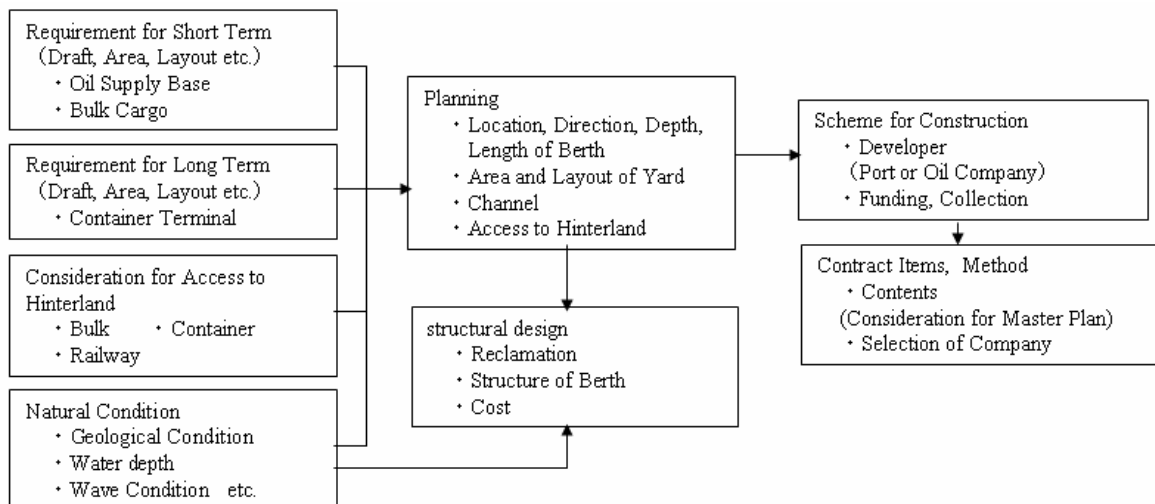 Requirement for Short Term
(Draft, Area, Layout etc.)
・Oil Supply Base
・Bulk Cargo
Requirement for Long Term
(Draft, Area, Layout etc.)
・Container Terminal
Consideration for Access to
Hinterland
・Bulk ・Container
・Railway
Natural Condition
・Geological Condition
・Water depth
・Wave Condition etc.
Planning
・Location, Direction, Depth,
Length of Berth
・Area and Layout of Yard
・Channel
・Access to Hinterland
structural design
・Reclamation
・Structure of Berth
・Cost
Scheme for Construction
・Developer
(Port or Oil Company)
・Funding, Collection
Contract Items, Method
・Contents
(Consideration for Master Plan)
・Selection of Company